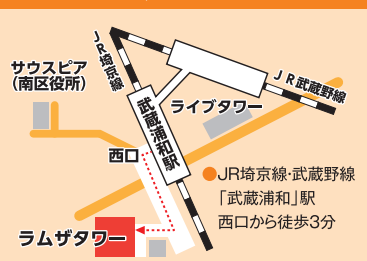 JR埼京線
サウスピア
(南区役所)
JR武蔵野線
ライブタワー
武蔵浦和駅
西口
●JR埼京線・武蔵野線
「武蔵浦和」駅
西口から徒歩3分
ラムザタワー